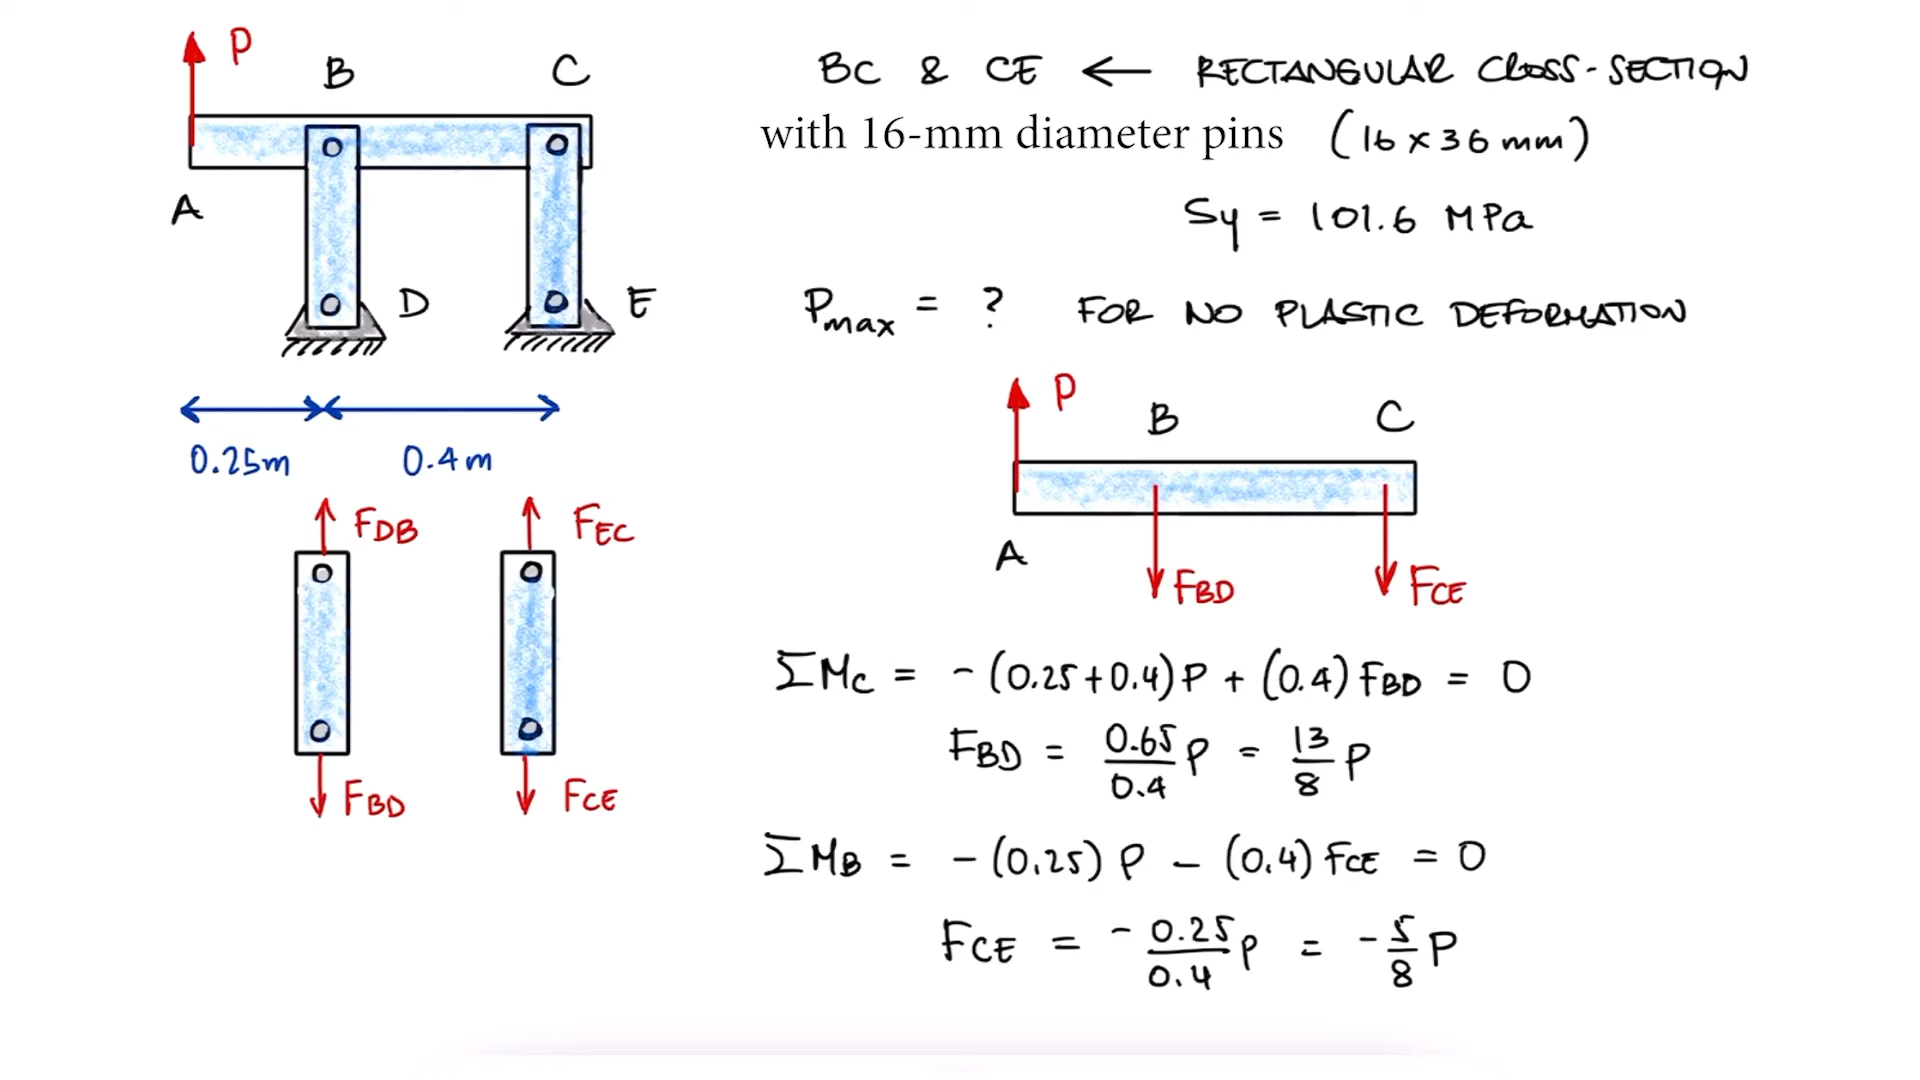 P
B
C
A
D
E
0.25m
0.4m
FDB
FEC
FBD
FCE
BC & CE ← RECTANGULAR CROSS-SECTION
with 16-mm diameter pins (16 x 36 mm)
Sy = 101.6 MPa
Pmax = ? FOR NO PLASTIC DEFORMATION
P
B
C
A
FBD
FCE
ΣMC = - (0.25+0.4) P + (0.4) FBD = 0
FBD = 0.65/0.4 P = 13/8 P
ΣMB = - (0.25) P - (0.4) FCE = 0
FCE = - 0.25/0.4 P = - 5/8 P